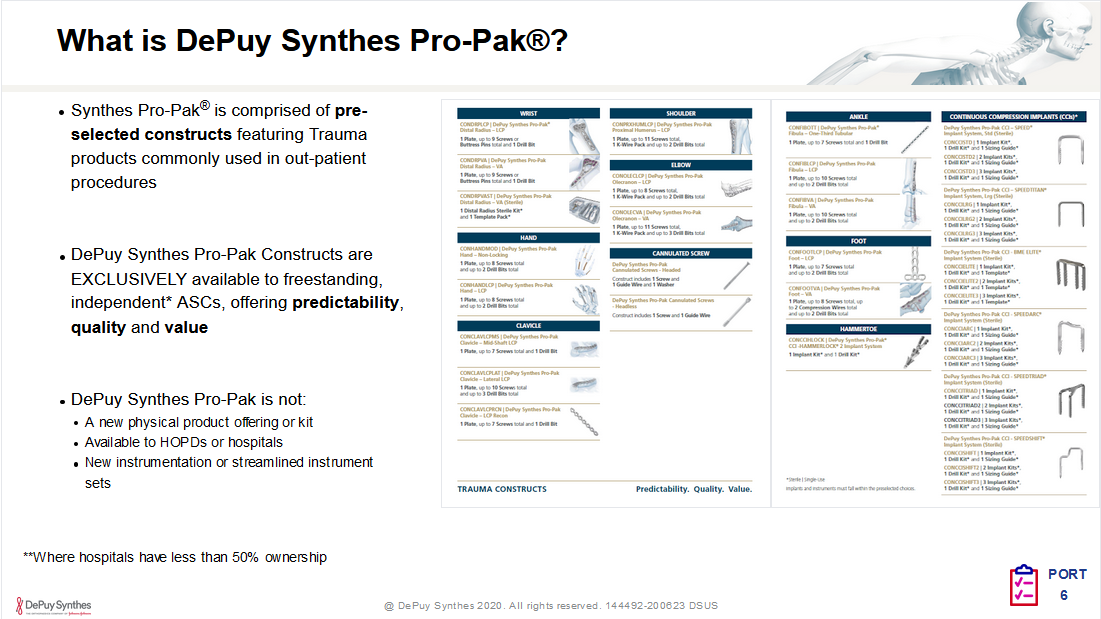 What is DePuy Synthes Pro-Pak®?
Synthes Pro-Pak® is comprised of pre-
selected constructs featuring Trauma
products commonly used in out-patient
procedures
DePuy Synthes Pro-Pak Constructs are
EXCLUSIVELY available to freestanding,
independent* ASCs, offering predictability,
quality and value
DePuy Synthes Pro-Pak is not:
A new physical product offering or kit
Available to HOPDs or hospitals
New instrumentation or streamlined instrument
sets
WRIST
CONDRLCP | DePuy Synthes Pro-Pak®
Distal Radius – LCP
1 Plate, up to 9 Screws or
Buttress Pins total and 1 Drill Bit
CONDRPVA | DePuy Synthes Pro-Pak
Distal Radius – VA
1 Plate, up to 9 Screws or
Buttress Pins total and 1 Drill Bit
CONDRPVAST | DePuy Synthes Pro-Pak
Distal Radius – VA (Sterile)
1 Distal Radius Sterile Kit*
and 1 Template Pack*
HAND
CONHANDMOD | DePuy Synthes Pro-Pak
Hand – Non-Locking
1 Plate, up to 8 Screws total
and up to 2 Drill Bits total
CONHANDLCP | DePuy Synthes Pro-Pak
Hand – LCP
1 Plate, up to 8 Screws total
and up to 2 Drill Bits total
CLAVICLE
CONCLAVLCPMS | DePuy Synthes Pro-Pak
Clavicle – Mid-Shaft LCP
1 Plate, up to 7 Screws total and 1 Drill Bit
CONCLAVLCPLAT | DePuy Synthes Pro-Pak
Clavicle – Lateral LCP
1 Plate, up to 10 Screws total
and up to 3 Drill Bits total
CONCLAVLCPRCN | DePuy Synthes Pro-Pak
Clavicle – LCP Recon
1 Plate, up to 7 Screws total and 1 Drill Bit
SHOULDER
CONPRXHUMLCP | DePuy Synthes Pro-Pak
Proximal Humerus – LCP
1 Plate, up to 11 Screws total,
1 K-Wire Pack and up to 2 Drill Bits total
ELBOW
CONOLECLCP | DePuy Synthes Pro-Pak
Olecranon – LCP
1 Plate, up to 8 Screws total,
1 K-Wire Pack and up to 2 Drill Bits total
CONOLECVA | DePuy Synthes Pro-Pak
Olecranon – VA
1 Plate, up to 11 Screws total,
1 K-Wire Pack and up to 3 Drill Bits total
CANNULATED SCREW
DePuy Synthes Pro-Pak
Cannulated Screws - Headed
Construct includes 1 Screw and
1 Guide Wire and 1 Washer
DePuy Synthes Pro-Pak Cannulated Screws
- Headless
Construct includes 1 Screw and 1 Guide Wire
TRAUMA CONSTRUCTS
Predictability. Quality. Value.
ANKLE
CONFIBOTT | DePuy Synthes Pro-Pak®
Fibula – One-Third Tubular
1 Plate, up to 7 Screws total and 1 Drill Bit
CONFIBLCP | DePuy Synthes Pro-Pak
Fibula – LCP
1 Plate, up to 10 Screws total
and up to 2 Drill Bits total
CONFIBVA | DePuy Synthes Pro-Pak
Fibula – VA
1 Plate, up to 10 Screws total
and up to 2 Drill Bits total
FOOT
CONFOOTLCP | DePuy Synthes Pro-Pak
Foot – LCP
1 Plate, up to 7 Screws total
and up to 2 Drill Bits total
CONFOOTVA | DePuy Synthes Pro-Pak
Foot – VA
1 Plate, up to 8 Screws total, up
to 2 Compression Wires total
and up to 2 Drill Bits total
HAMMERTOE
CONCCIHLOCK | DePuy Synthes Pro-Pak®
CCI -HAMMERLOCK® 2 Implant System
1 Implant Kit* and 1 Drill Kit*
*Sterile | Single-Use
Implants and instruments must fall within the preselected choices.
CONTINUOUS COMPRESSION IMPLANTS (CCIs)*
DePuy Synthes Pro-Pak CCI – SPEED®
Implant System, Std (Sterile)
CONCCISTD | 1 Implant Kit*,
1 Drill Kit* and 1 Sizing Guide*
CONCCISTD2 | 2 Implant Kits*,
1 Drill Kit* and 1 Sizing Guide*
CONCCISTD3 | 3 Implant Kits*,
1 Drill Kit* and 1 Sizing Guide*
DePuy Synthes Pro-Pak CCI – SPEEDTITAN®
Implant System, Lrg (Sterile)
CONCCILRG | 1 Implant Kit*,
1 Drill Kit* and 1 Sizing Guide*
CONCCILRG2 | 2 Implant Kits*,
1 Drill Kit* and 1 Sizing Guide*
CONCCILRG3 | 3 Implant Kits*,
1 Drill Kit* and 1 Sizing Guide*
DePuy Synthes Pro-Pak CCI - BME ELITE®
Implant System (Sterile)
CONCCIELITE | 1 Implant Kit*,
1 Drill Kit* and 1 Template*
CONCCIELITE2 | 2 Implant Kits*,
1 Drill Kit* and 1 Template*
CONCCIELITE3 | 3 Implant Kits*,
1 Drill Kit* and 1 Template*
DePuy Synthes Pro-Pak CCI - SPEEDARC®
Implant System (Sterile)
CONCCIARC | 1 Implant Kit*,
1 Drill Kit* and 1 Sizing Guide*
CONCCIARC2 | 2 Implant Kits*,
1 Drill Kit* and 1 Sizing Guide*
CONCCIARC3 | 3 Implant Kits*,
1 Drill Kit* and 1 Sizing Guide*
DePuy Synthes Pro-Pak CCI - SPEEDTRIAD®
Implant System (Sterile)
CONCCITRIAD | 1 Implant Kit*,
1 Drill Kit* and 1 Sizing Guide*
CONCCITRIAD2 | 2 Implant Kits*,
1 Drill Kit* and 1 Sizing Guide*
CONCCITRIAD3 | 3 Implant Kits*,
1 Drill Kit* and 1 Sizing Guide*
DePuy Synthes Pro-Pak CCI - SPEEDSHIFT®
Implant System (Sterile)
CONCCISHIFT | 1 Implant Kit*,
1 Drill Kit* and 1 Sizing Guide*
CONCCISHIFT2 | 2 Implant Kits*,
1 Drill Kit* and 1 Sizing Guide*
CONCCISHIFT3 | 3 Implant Kits*,
1 Drill Kit* and 1 Sizing Guide*
**Where hospitals have less than 50% ownership
DePuy Synthes
@ DePuy Synthes 2020. All rights reserved. 144492-200623 DSUS
PORT
6